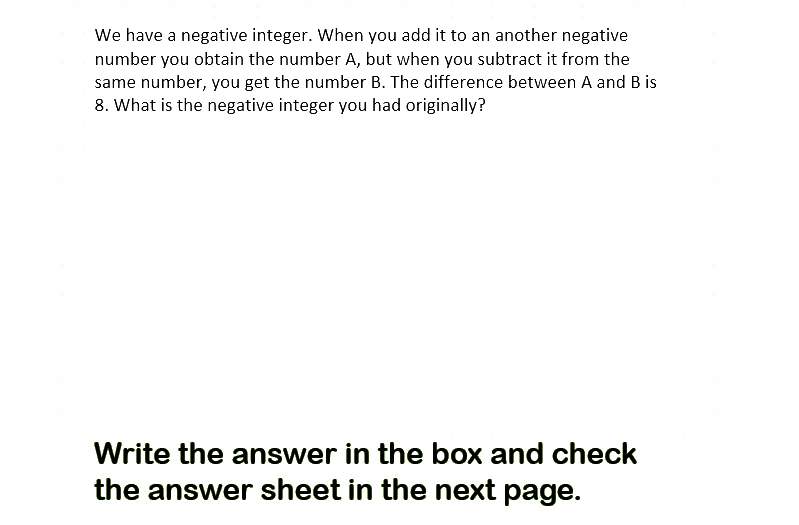 We have a negative integer. When you add it to an another negative
number you obtain the number A, but when you subtract it from the
same number, you get the number B. The difference between A and B is
8. What is the negative integer you had originally?
Write the answer in the box and check
the answer sheet in the next page.